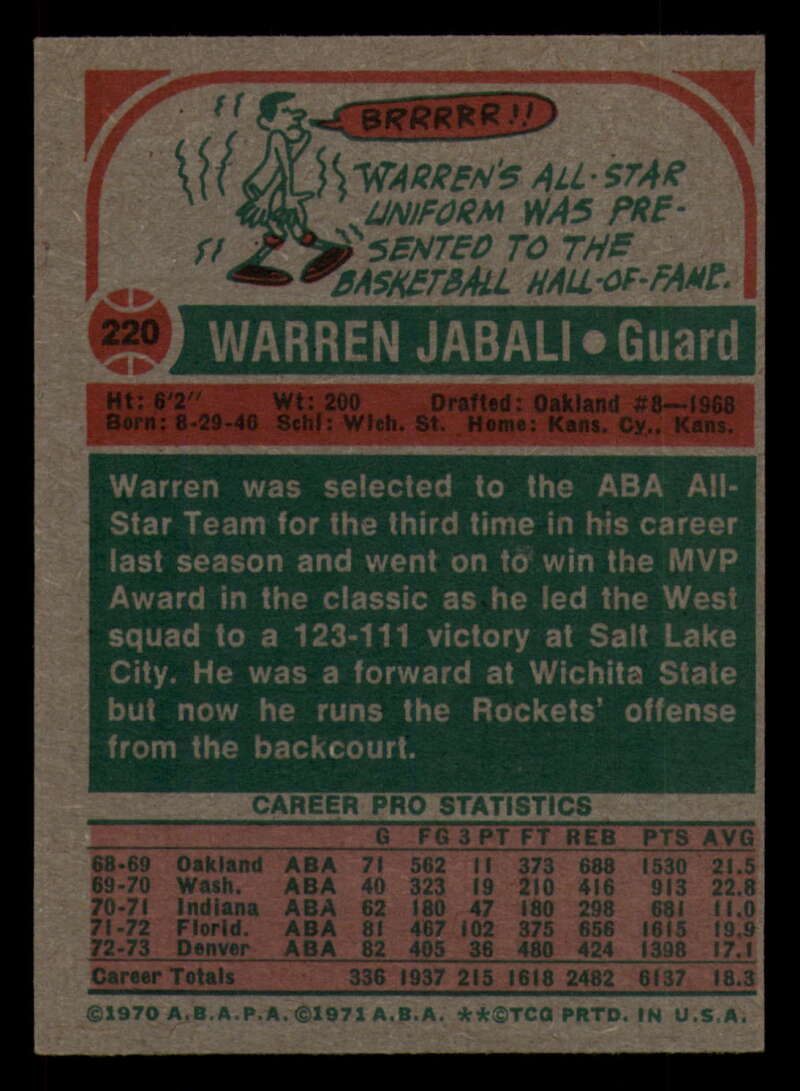 BRRRRR!!
WARREN'S ALL-STAR
UNIFORM WAS PRE-
SENTED TO THE
BASKETBALL HALL-OF-FAME.
220 WARREN JABALI • Guard
Ht: 6'2" Wt: 200 Drafted: Oakland #8—1968
Born: 8-29-46 Schl: Wich. St. Home: Kans. Cy., Kans.
Warren was selected to the ABA All-
Star Team for the third time in his career
last season and went on to win the MVP
Award in the classic as he led the West
squad to a 123-111 victory at Salt Lake
City. He was a forward at Wichita State
but now he runs the Rockets' offense
from the backcourt.
CAREER PRO STATISTICS
G FG 3 PT FT REB PTS AVG
68-69 Oakland ABA 71 562 11 373 688 1530 21.5
69-70 Wash. ABA 40 323 19 210 416 913 22.8
70-71 Indiana ABA 62 180 47 180 298 681 11.0
71-72 Florid. ABA 81 467 102 375 656 1615 19.9
72-73 Denver ABA 82 405 36 480 424 1398 17.1
Career Totals 336 1937 215 1618 2482 6137 18.3
©1970 A.B.A.P.A. ©1971 A.B.A. **©TCG PRTD. IN U.S.A.